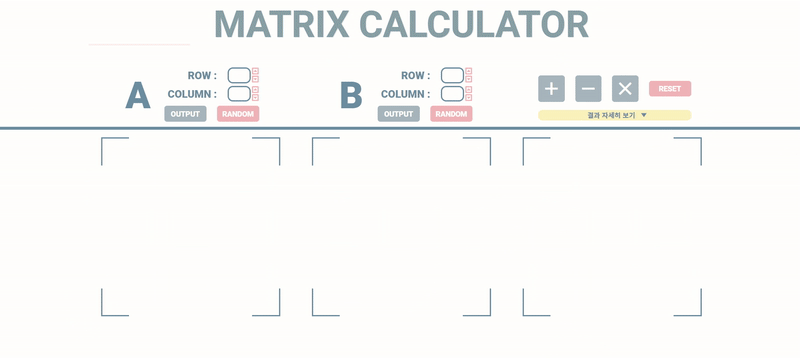 MATRIX CALCULATOR
A
ROW :
COLUMN :
OUTPUT
RANDOM
B
ROW :
COLUMN :
OUTPUT
RANDOM
+
−
×
RESET
결과 자세히 보기 ▼